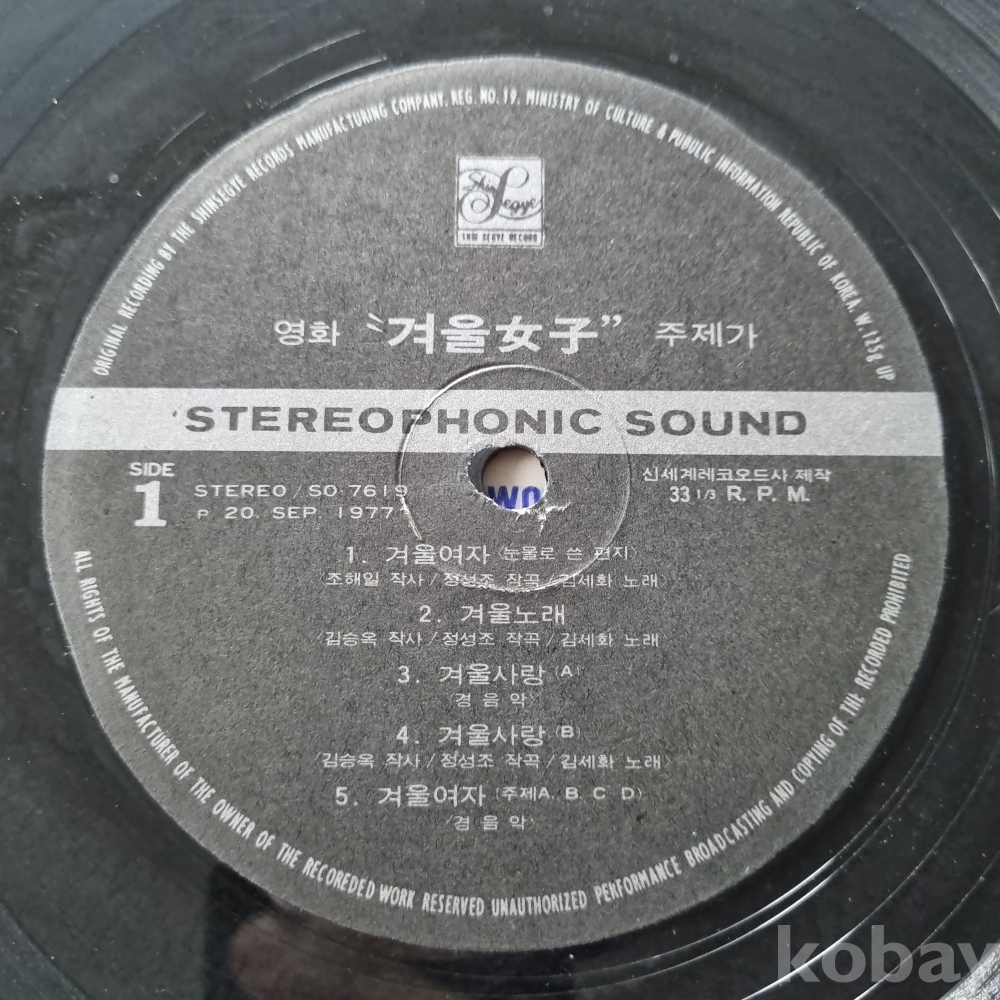 ORIGINAL RECORDING BY THE SHINSEGYE RECORDS MANUFACTURING COMPANY. REG. NO. 19. MINISTRY OF CULTURE & PUBULIC INFORMATION REPUBLIC OF KOREA. W. 125g UP
Shin Segye
SHIN SEGYE RECORD
영화 "겨울女子" 주제가
STEREOPHONIC SOUND
SIDE
1
STEREO / SO 7619
P 20. SEP. 1977
신세계레코오드사 제작
33 1/3 R. P. M.
WO
1. 겨울여자 (눈물로 쓴 편지)
(조해일 작사 / 정성조 작곡 / 김세화 노래)
2. 겨울노래
(김승옥 작사 / 정성조 작곡 / 김세화 노래)
3. 겨울사랑 (A)
(경 음 악)
4. 겨울사랑 (B)
(김승옥 작사 / 정성조 작곡 / 김세화 노래)
5. 겨울여자 (주제A. B. C D)
(경 음 악)
ALL RIGHTS OF THE MANUFACTURER OF THE OWNER OF THE RECOREDED WORK RESERVED UNAUTHORIZED PERFORMANCE BROADCASTING AND COPYING OF THE RECORDED PROHIBITED
kobay